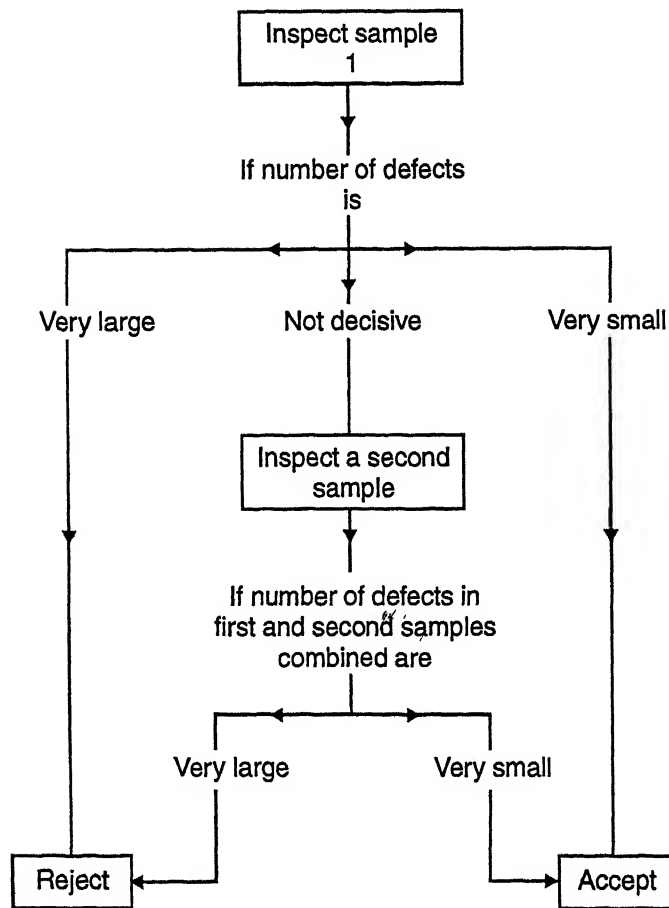 Inspect sample
1
If number of defects
is
Very large
Not decisive
Very small
Inspect a second
sample
If number of defects in
first and second samples
combined are
Very large
Very small
Reject
Accept